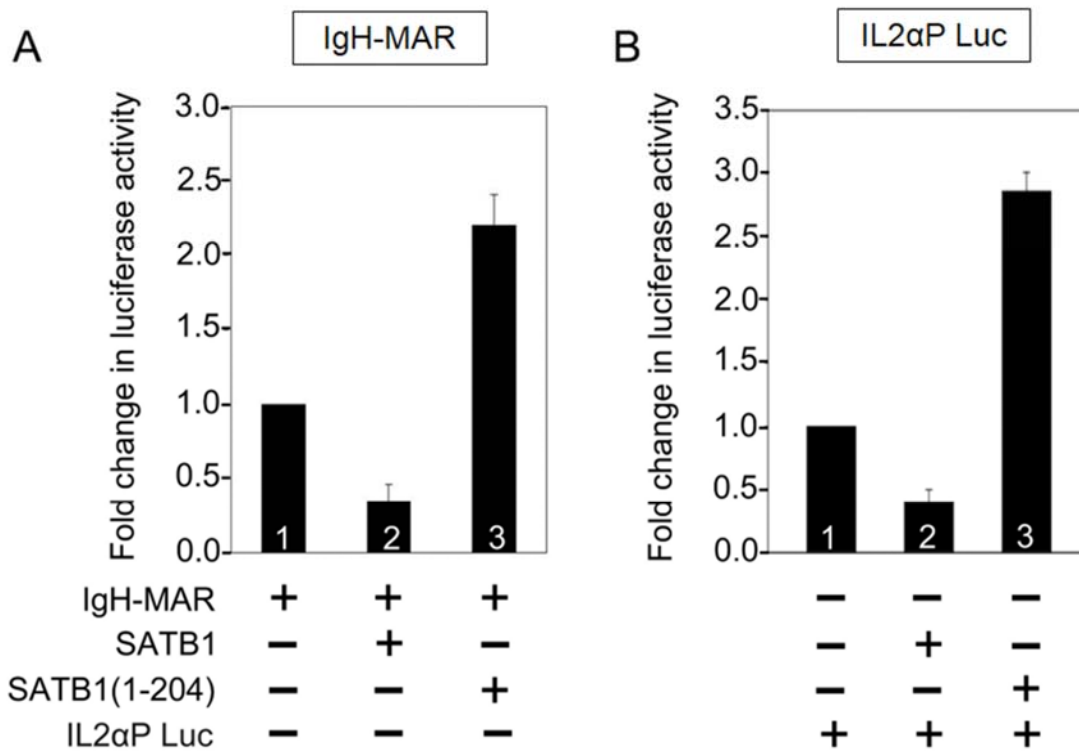 A
IgH-MAR
Fold change in luciferase activity
3.0
2.5
2.0
1.5
1.0
0.5
0.0
1
2
3
IgH-MAR + + +
SATB1 − + −
SATB1(1-204) − − +
IL2αP Luc − − −
B
IL2αP Luc
Fold change in luciferase activity
3.5
3.0
2.5
2.0
1.5
1.0
0.5
0.0
1
2
3
− − −
− + −
− − +
+ + +